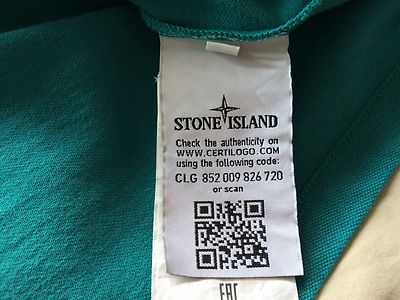 STONE ISLAND
Check the authenticity on
WWW.CERTILOGO.COM
using the following code:
CLG 852 009 826 720
or scan
EAC